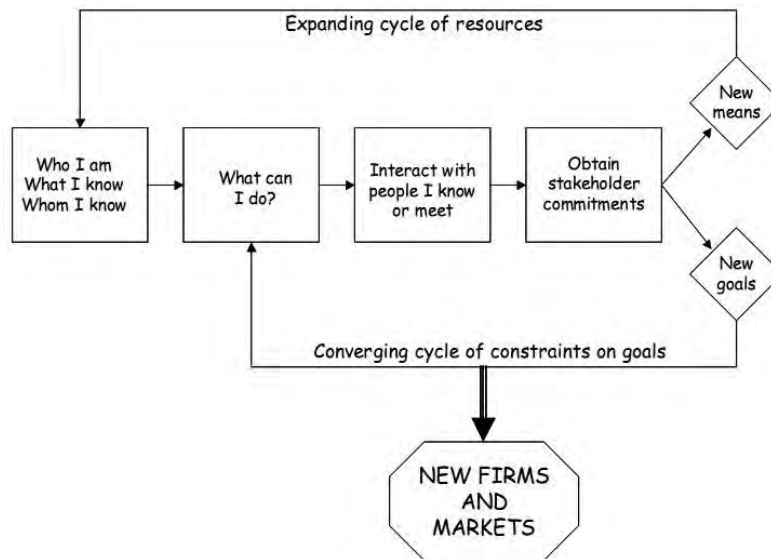 Expanding cycle of resources
New
means
Who I am
What I know
Whom I know
What can
I do?
Interact with
people I know
or meet
Obtain
stakeholder
commitments
New
goals
Converging cycle of constraints on goals
NEW FIRMS
AND
MARKETS